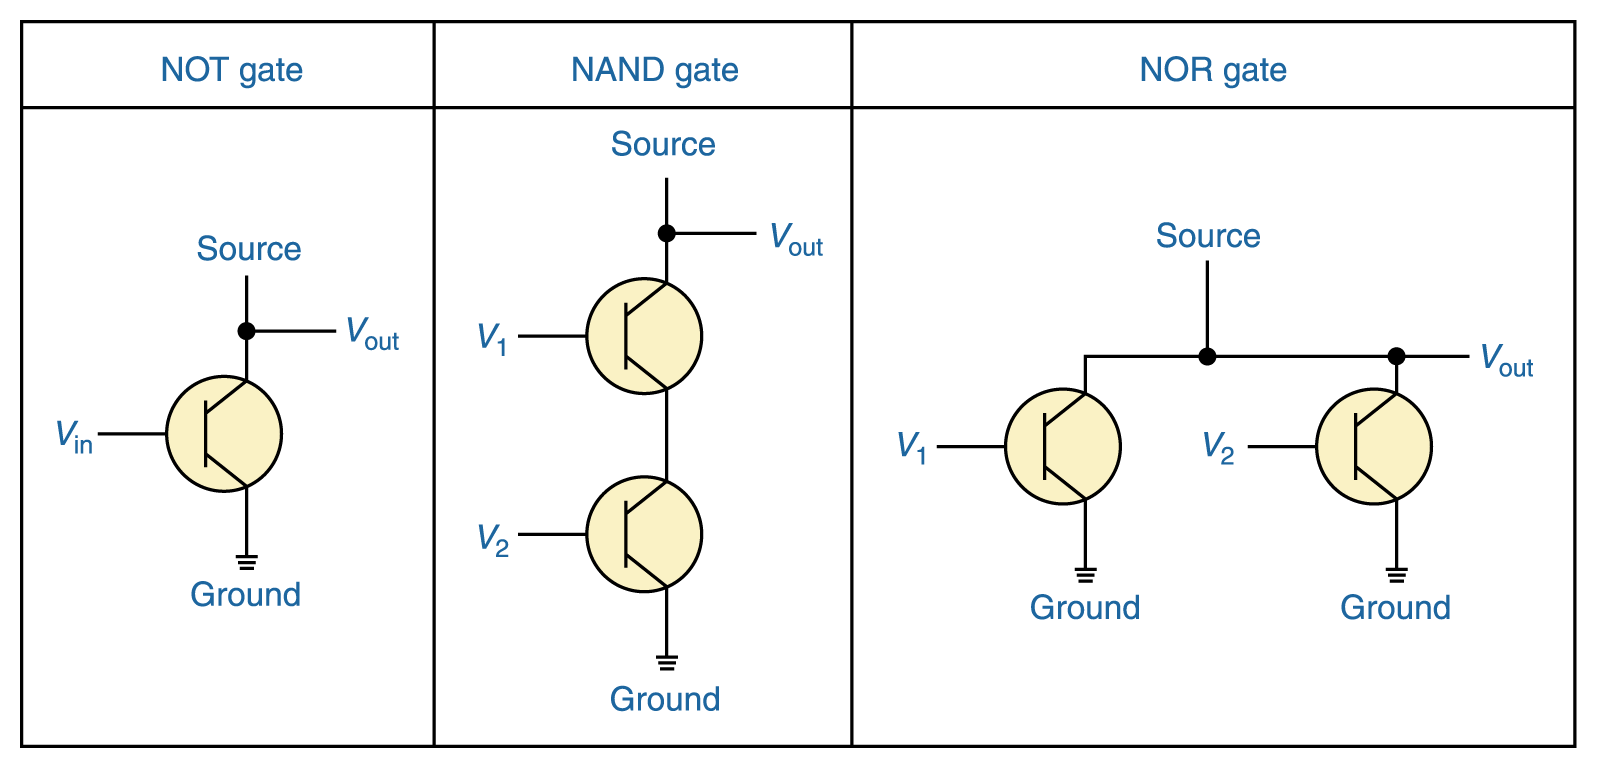 NOT gate
NAND gate
NOR gate
Source
Vout
Vin
Ground
Source
Vout
V1
V2
Ground
Source
Vout
V1
V2
Ground
Ground